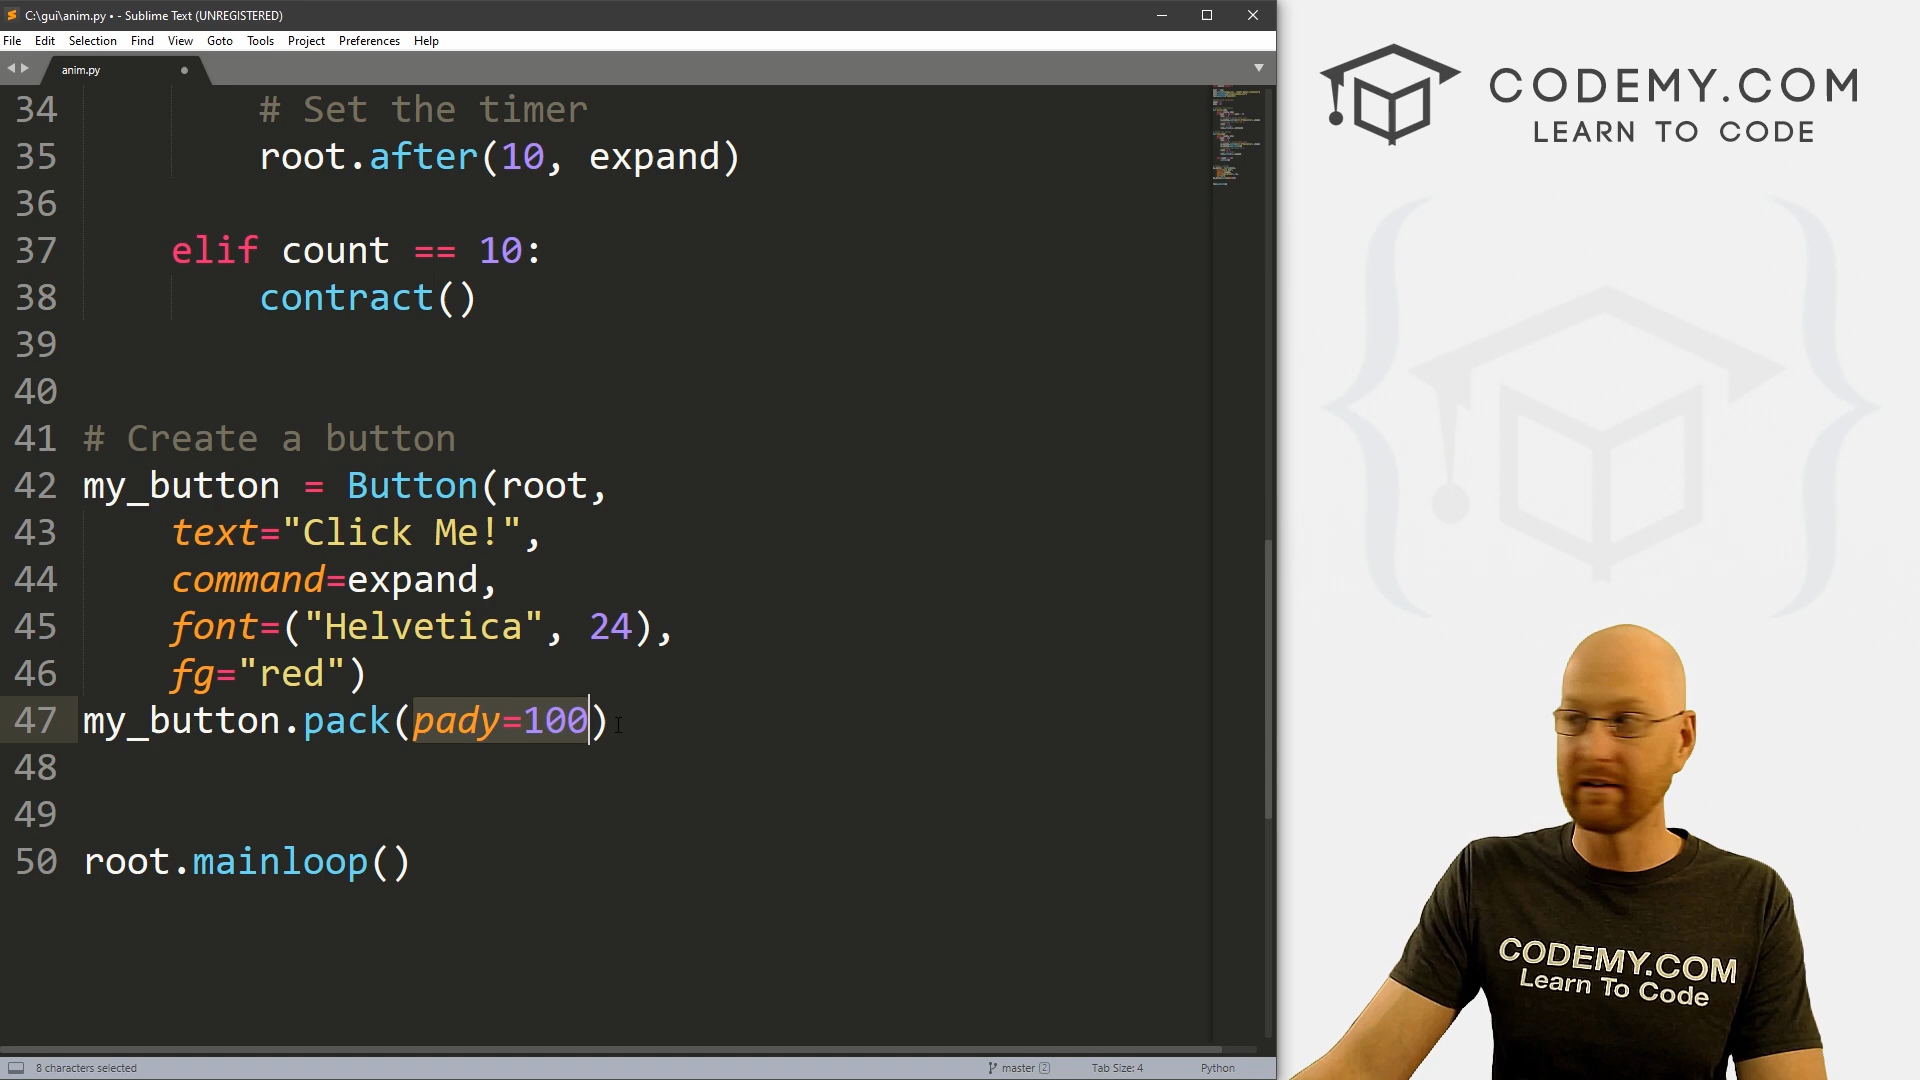 C:\gui\anim.py • - Sublime Text (UNREGISTERED)
File Edit Selection Find View Goto Tools Project Preferences Help
anim.py
34 # Set the timer
35 root.after(10, expand)
36
37 elif count == 10:
38 contract()
39
40
41 # Create a button
42 my_button = Button(root,
43 text="Click Me!",
44 command=expand,
45 font=("Helvetica", 24),
46 fg="red")
47 my_button.pack(pady=100)
48
49
50 root.mainloop()
8 characters selected
master 2
Tab Size: 4
Python
CODEMY.COM
LEARN TO CODE
CODEMY.COM
Learn To Code